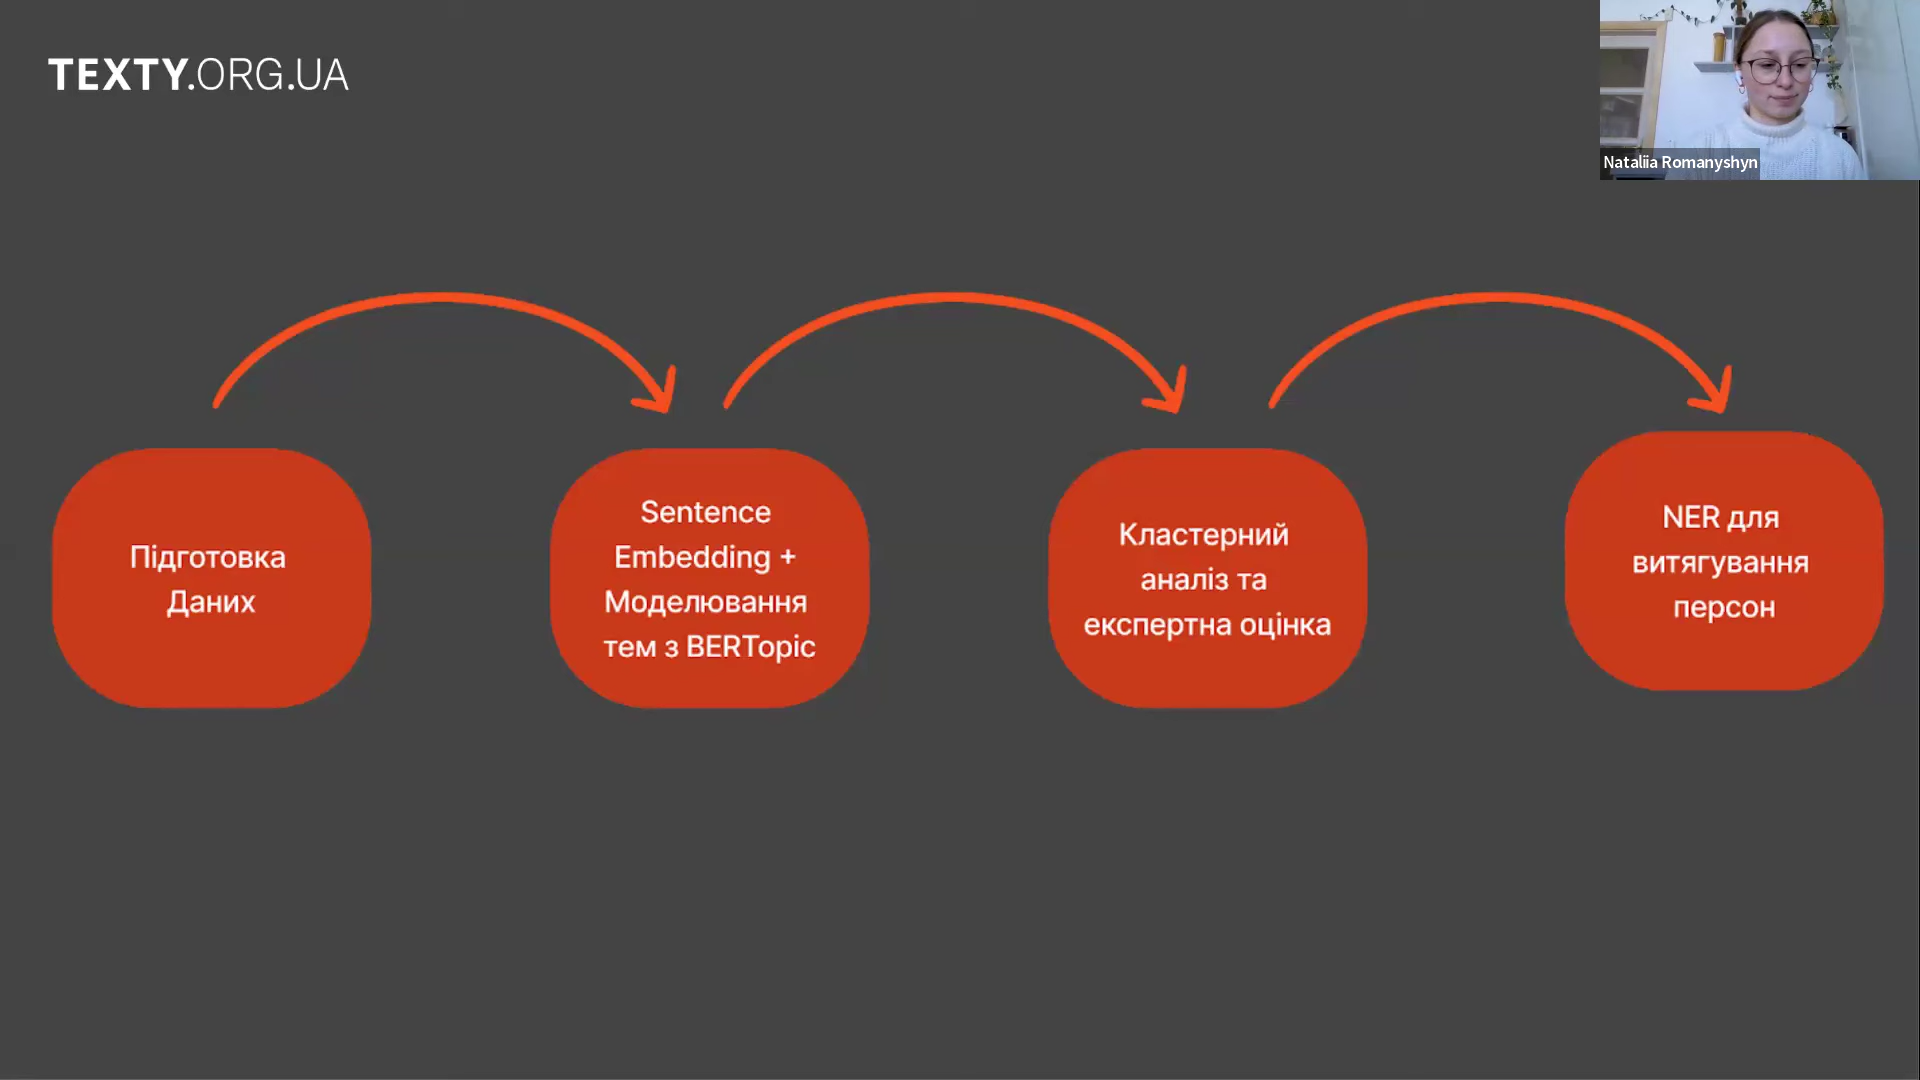 TEXTY.ORG.UA
Nataliia Romanyshyn
Підготовка
Даних
Sentence
Embedding +
Моделювання
тем з BERTopic
Кластерний
аналіз та
експертна оцінка
NER для
витягування
персон